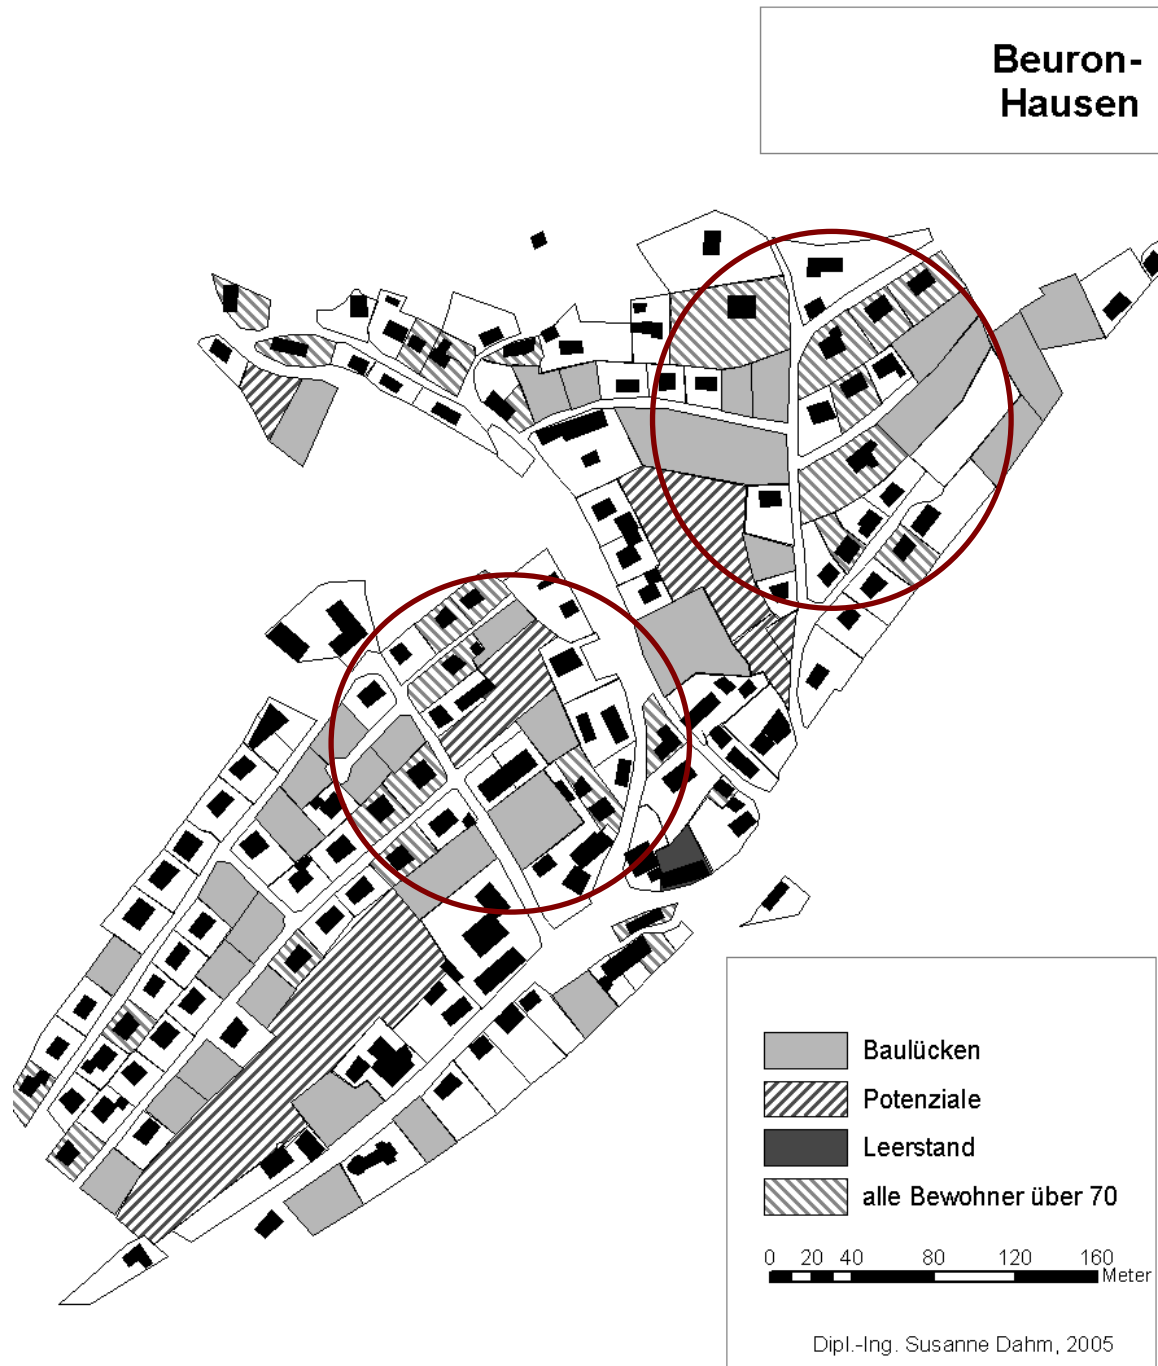 Beuron-
Hausen
Baulücken
Potenziale
Leerstand
alle Bewohner über 70
0 20 40 80 120 160
Meter
Dipl.-Ing. Susanne Dahm, 2005